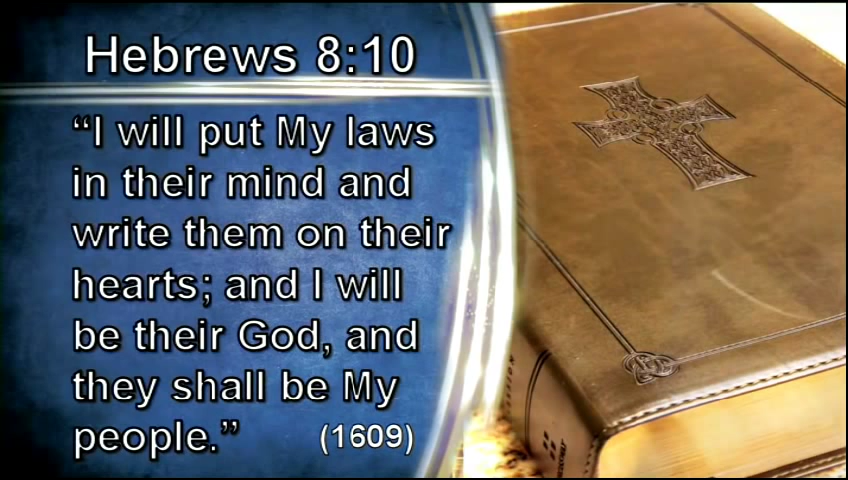 Hebrews 8:10
“I will put My laws
in their mind and
write them on their
hearts; and I will
be their God, and
they shall be My
people.” (1609)